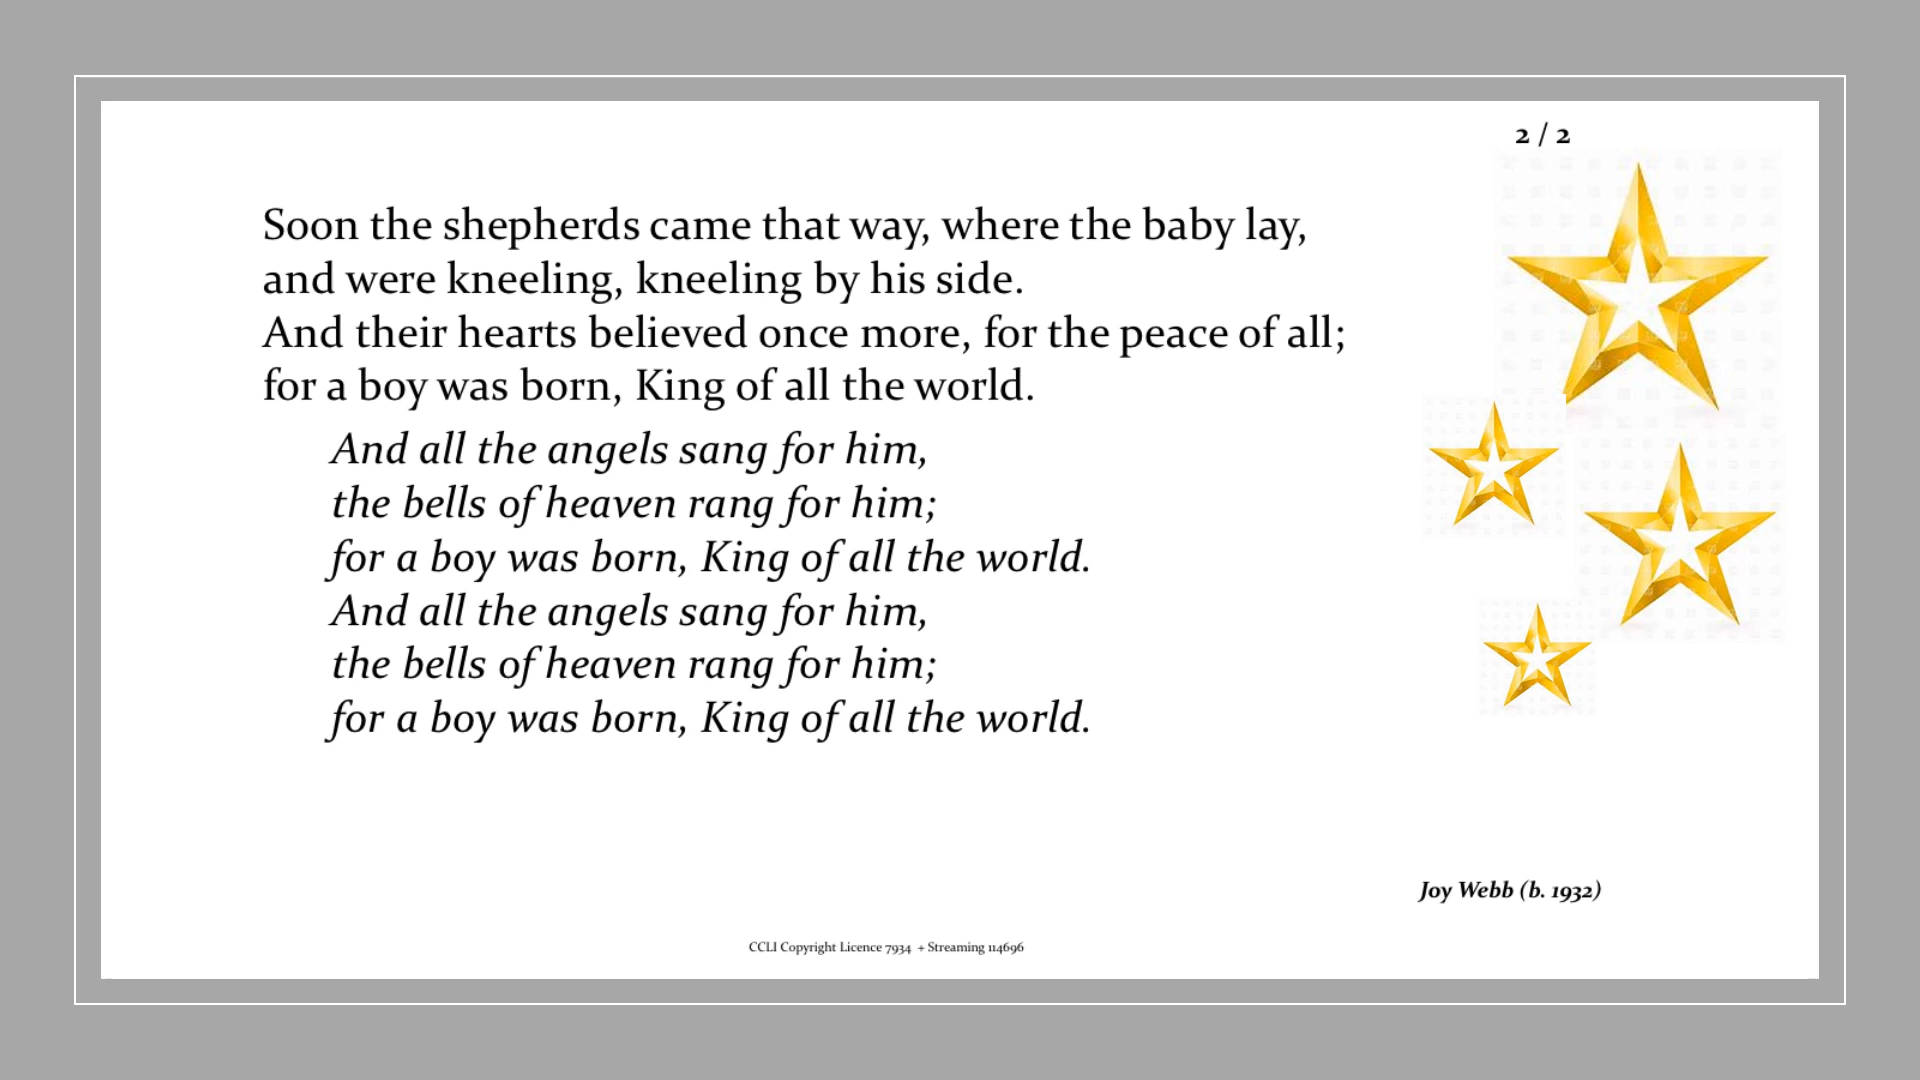 2 / 2
Soon the shepherds came that way, where the baby lay,
and were kneeling, kneeling by his side.
And their hearts believed once more, for the peace of all;
for a boy was born, King of all the world.
And all the angels sang for him,
the bells of heaven rang for him;
for a boy was born, King of all the world.
And all the angels sang for him,
the bells of heaven rang for him;
for a boy was born, King of all the world.
Joy Webb (b. 1932)
CCLI Copyright Licence 7934 + Streaming 114696